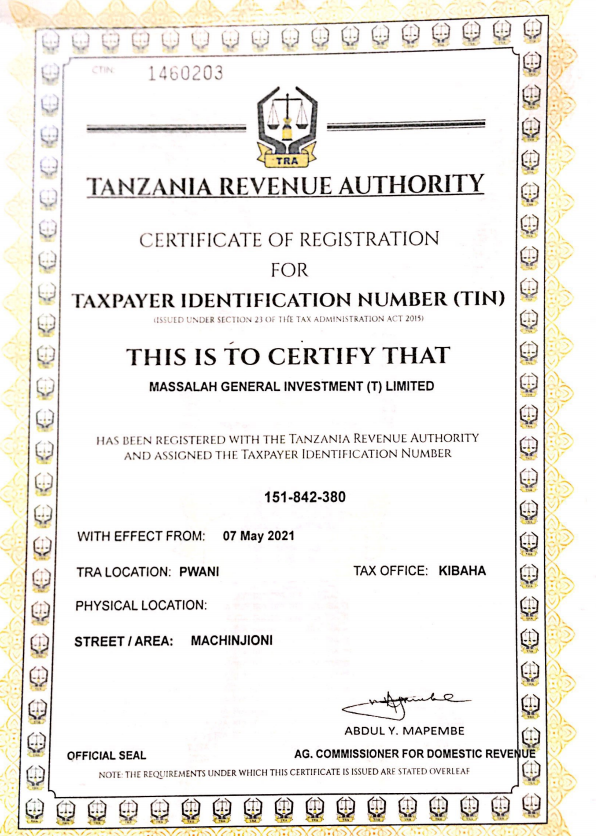 CTIN: 1460203
TRA
TANZANIA REVENUE AUTHORITY
CERTIFICATE OF REGISTRATION
FOR
TAXPAYER IDENTIFICATION NUMBER (TIN)
(ISSUED UNDER SECTION 23 OF THE TAX ADMINISTRATION ACT 2015)
THIS IS TO CERTIFY THAT
MASSALAH GENERAL INVESTMENT (T) LIMITED
HAS BEEN REGISTERED WITH THE TANZANIA REVENUE AUTHORITY
AND ASSIGNED THE TAXPAYER IDENTIFICATION NUMBER
151-842-380
WITH EFFECT FROM: 07 May 2021
TRA LOCATION: PWANI TAX OFFICE: KIBAHA
PHYSICAL LOCATION:
STREET / AREA: MACHINJIONI
ABDUL Y. MAPEMBE
OFFICIAL SEAL AG. COMMISSIONER FOR DOMESTIC REVENUE
NOTE: THE REQUIREMENTS UNDER WHICH THIS CERTIFICATE IS ISSUED ARE STATED OVERLEAF